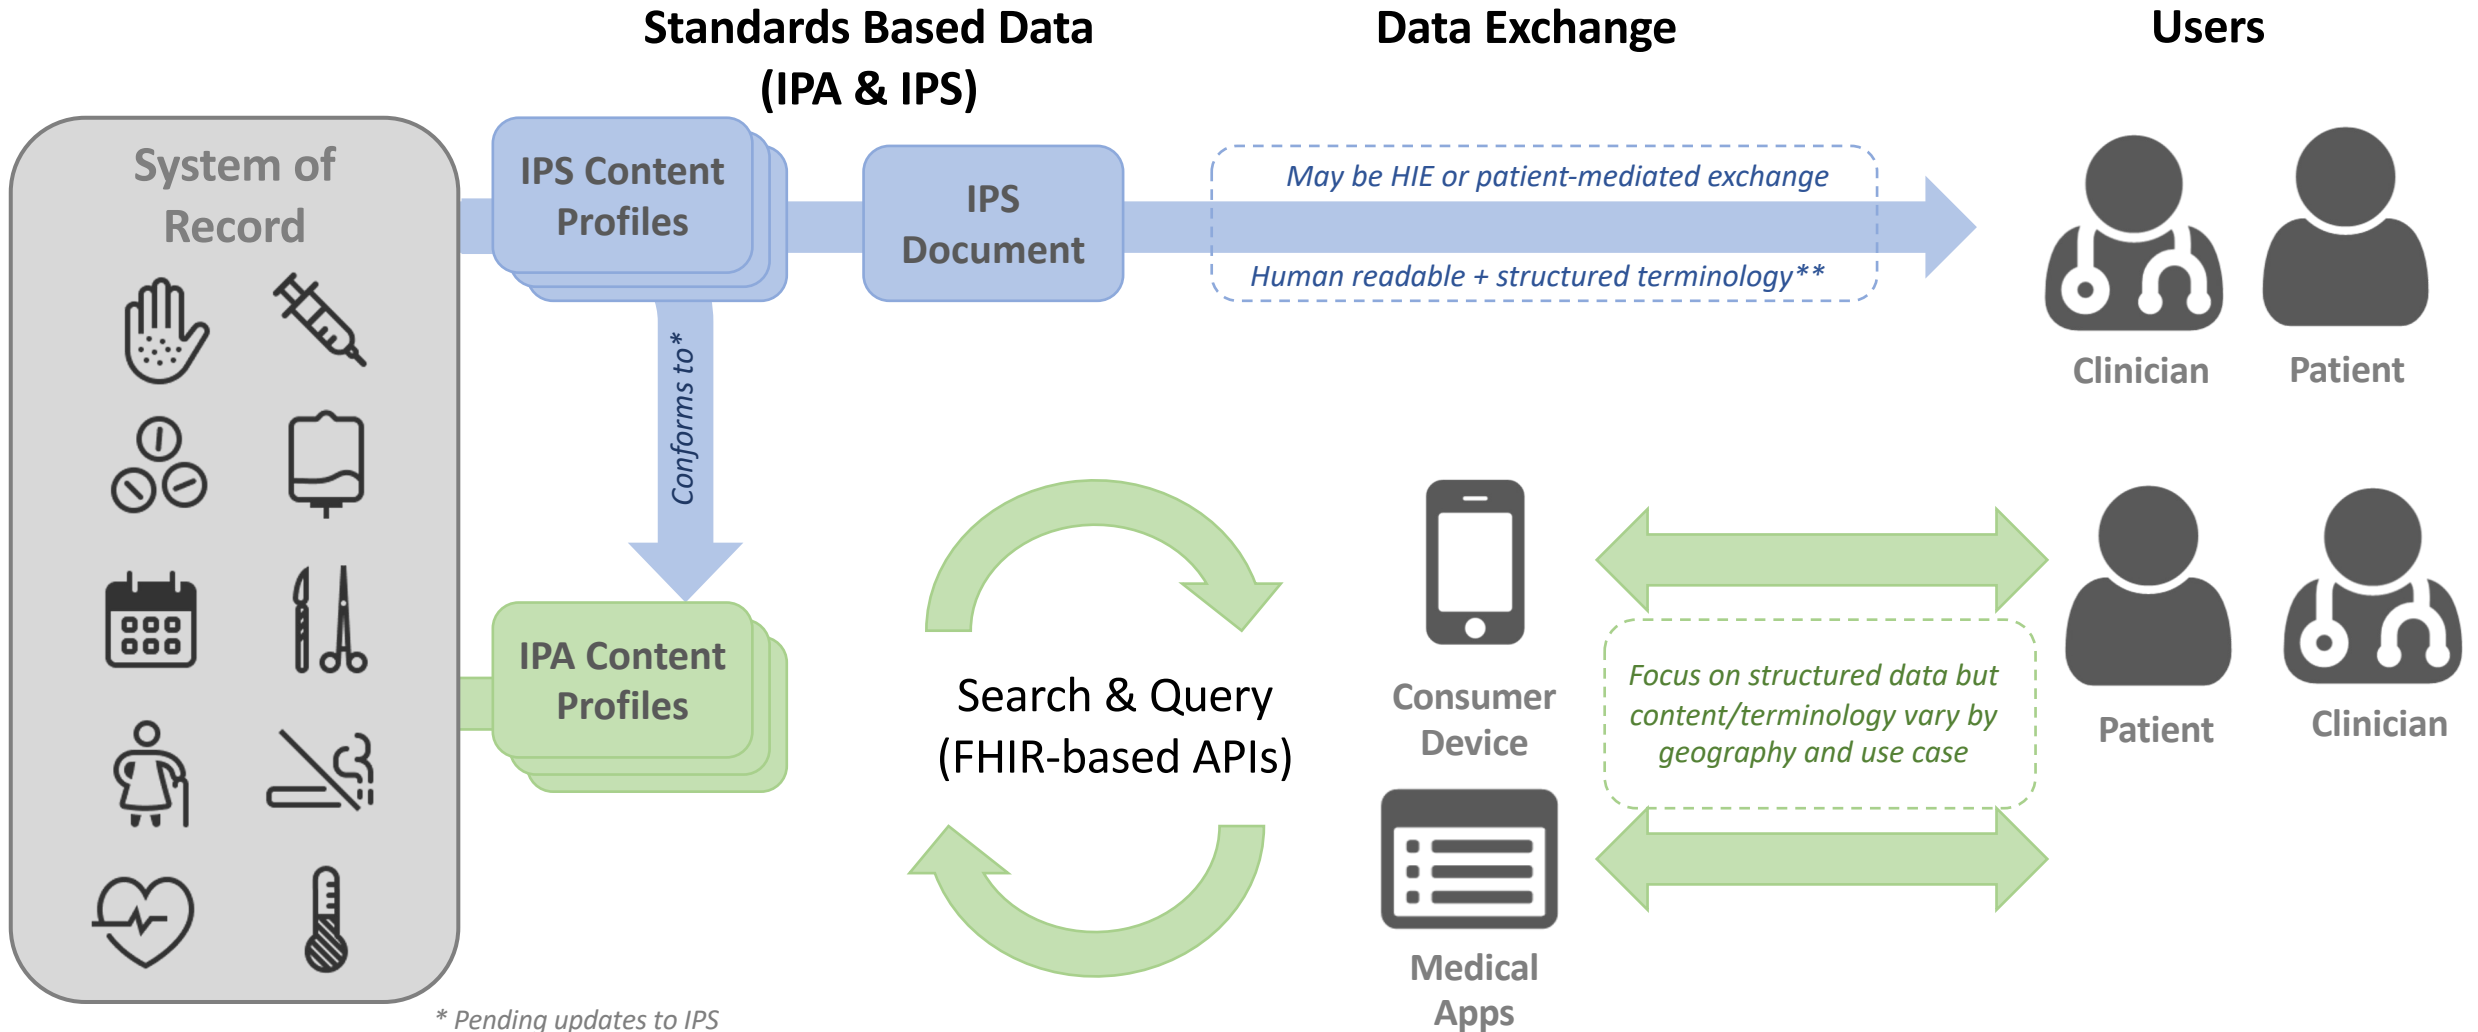 Standards Based Data
(IPA & IPS)
Data Exchange
Users
System of
Record
IPS Content
Profiles
IPS
Document
May be HIE or patient-mediated exchange
Human readable + structured terminology**
Clinician
Patient
Conforms to*
IPA Content
Profiles
Search & Query
(FHIR-based APIs)
Consumer
Device
Medical
Apps
Focus on structured data but
content/terminology vary by
geography and use case
Patient
Clinician
* Pending updates to IPS